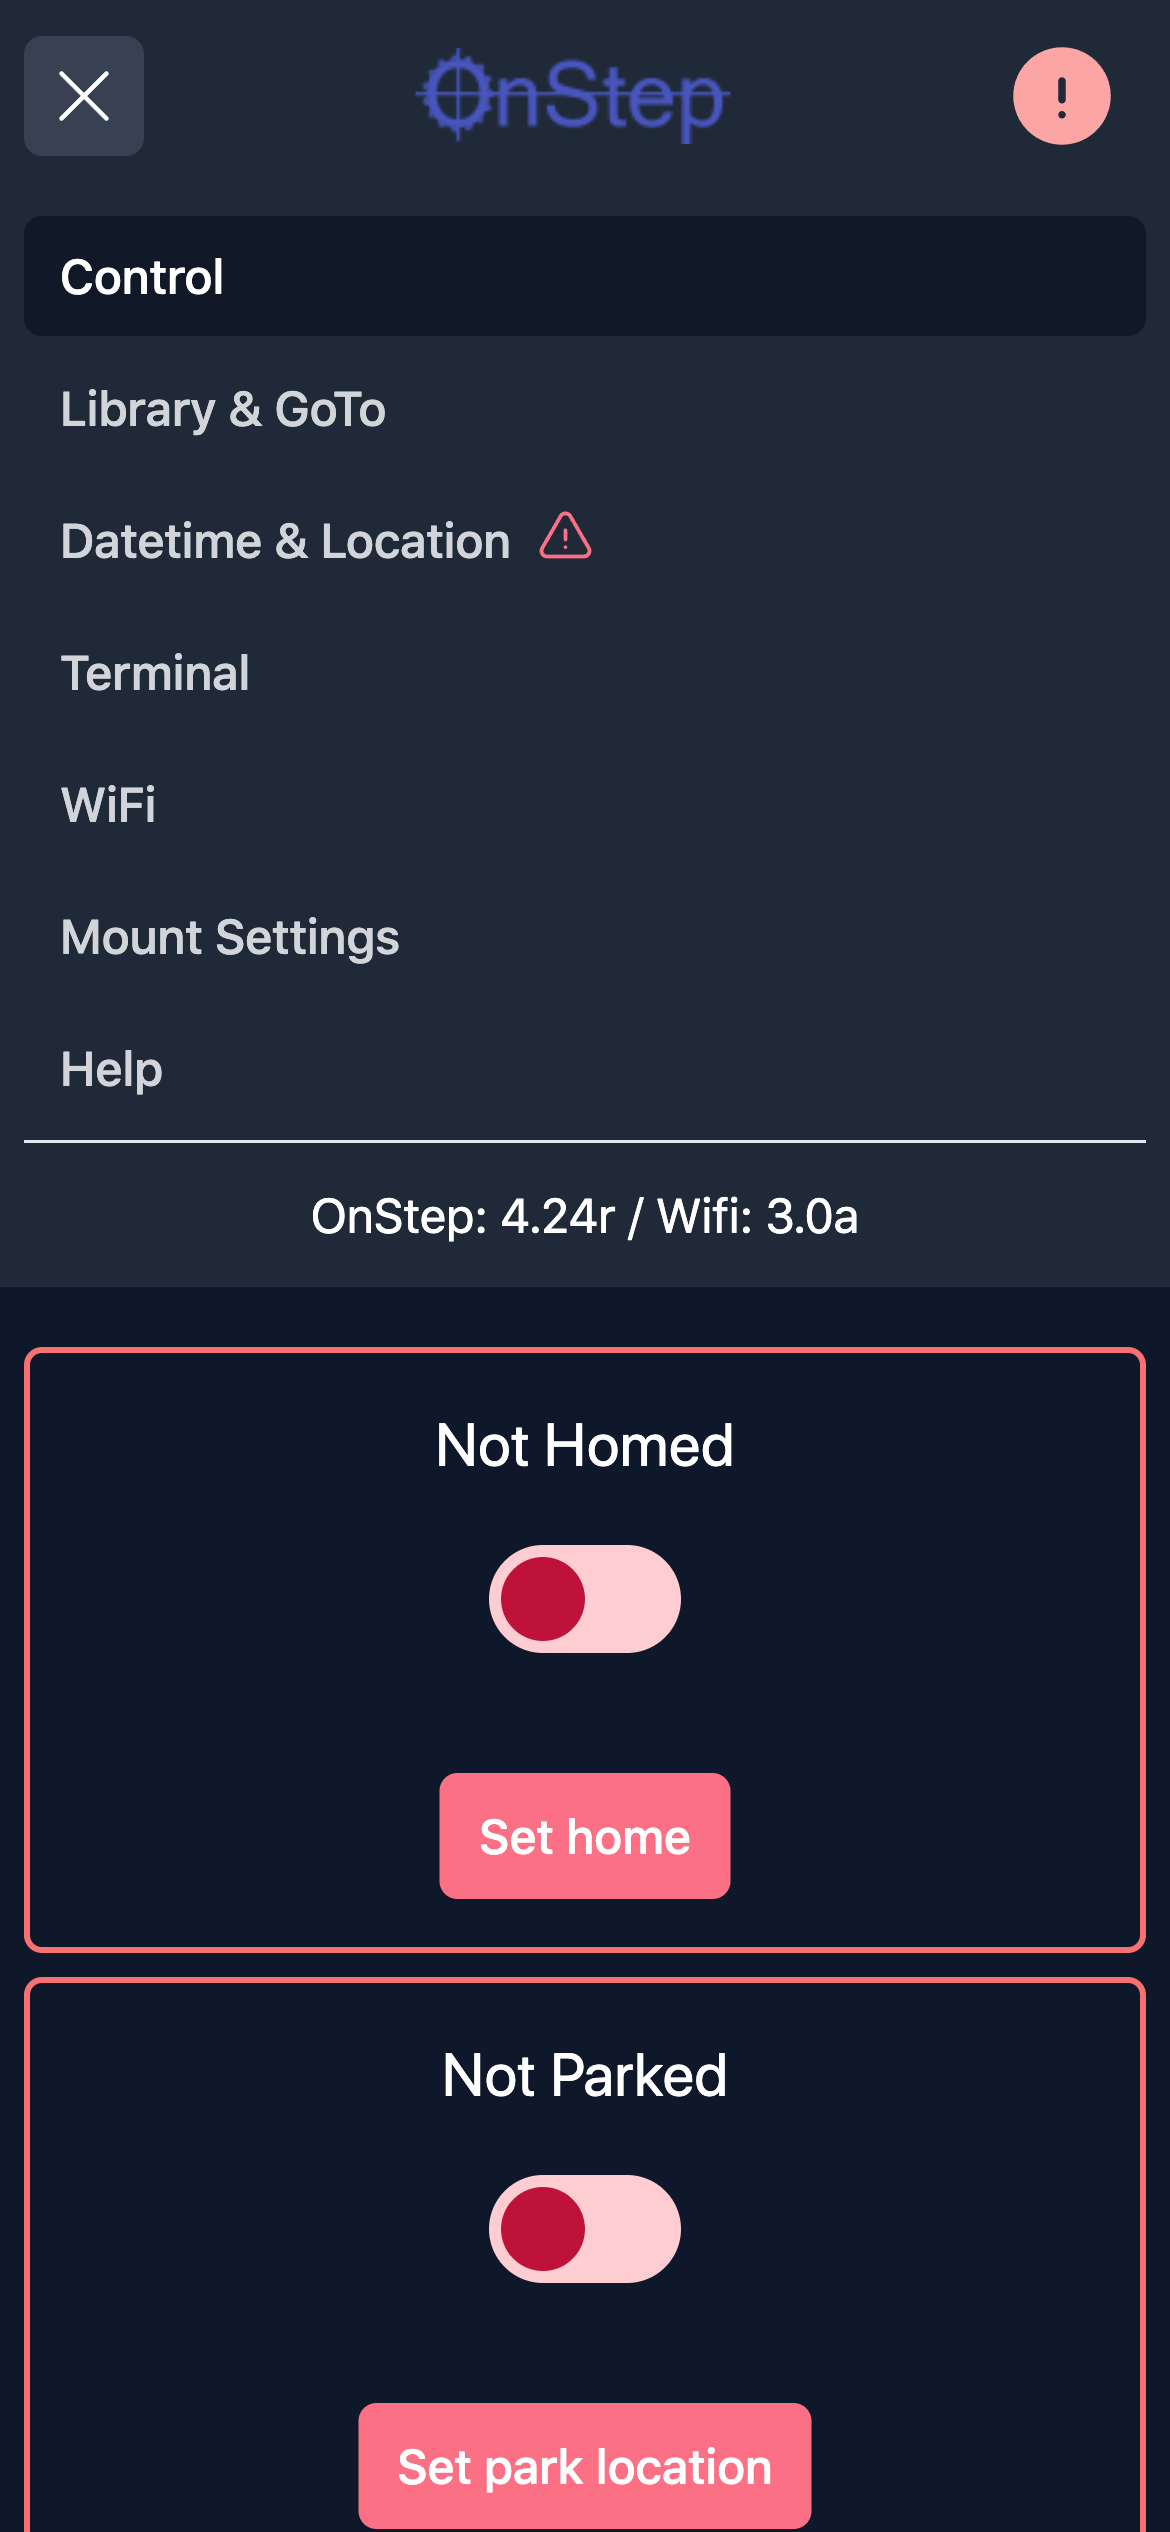 OnStep
Control
Library & GoTo
Datetime & Location
Terminal
WiFi
Mount Settings
Help
OnStep: 4.24r / Wifi: 3.0a
Not Homed
Set home
Not Parked
Set park location